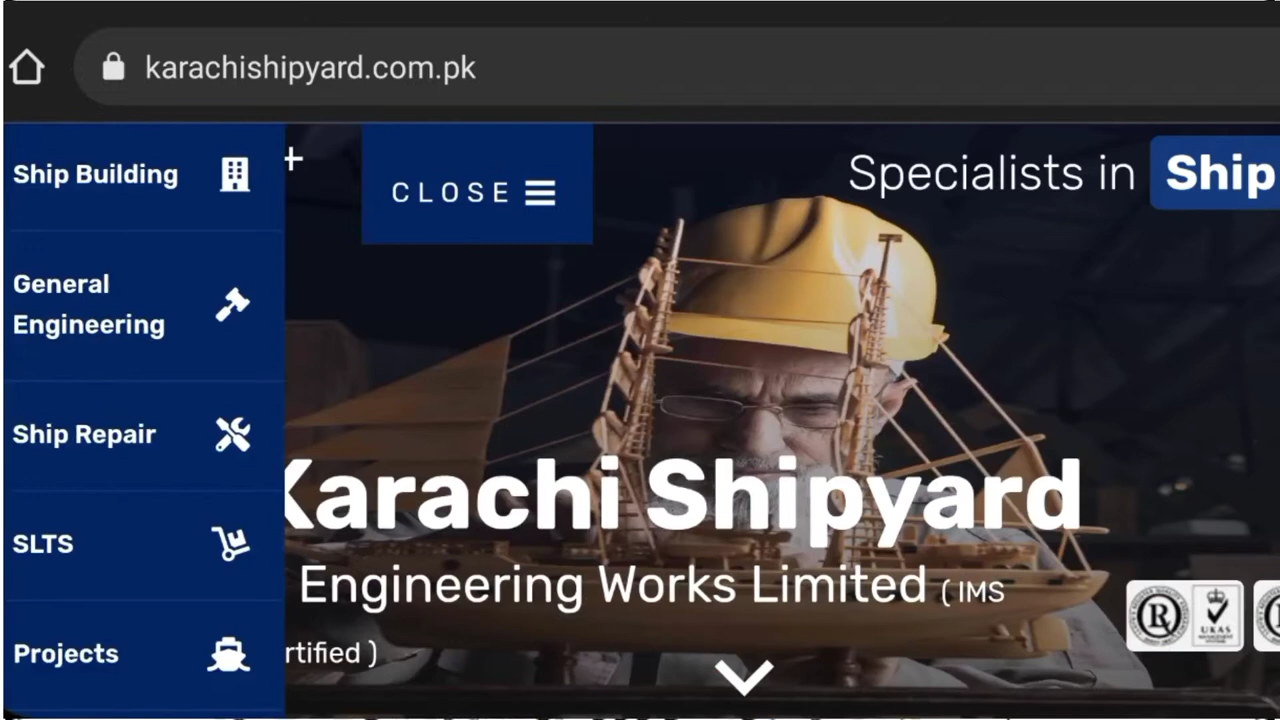 karachishipyard.com.pk
Ship Building
+
CLOSE
Specialists in Ship
General
Engineering
Ship Repair
SLTS
Projects
Karachi Shipyard
Engineering Works Limited ( IMS
rtified )
UKAS